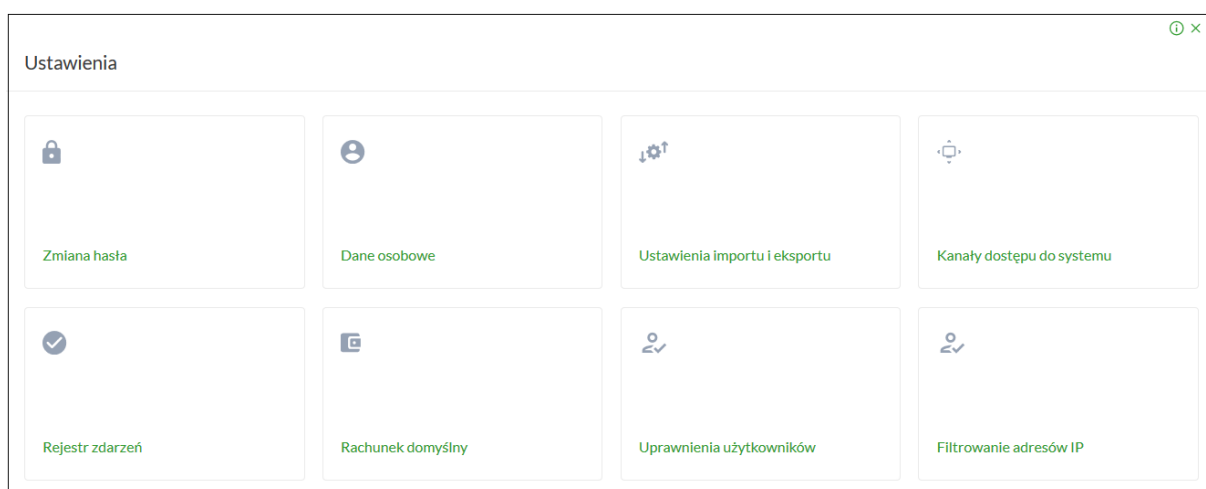 Ustawienia
Zmiana hasła
Dane osobowe
Ustawienia importu i eksportu
Kanały dostępu do systemu
Rejestr zdarzeń
Rachunek domyślny
Uprawnienia użytkowników
Filtrowanie adresów IP